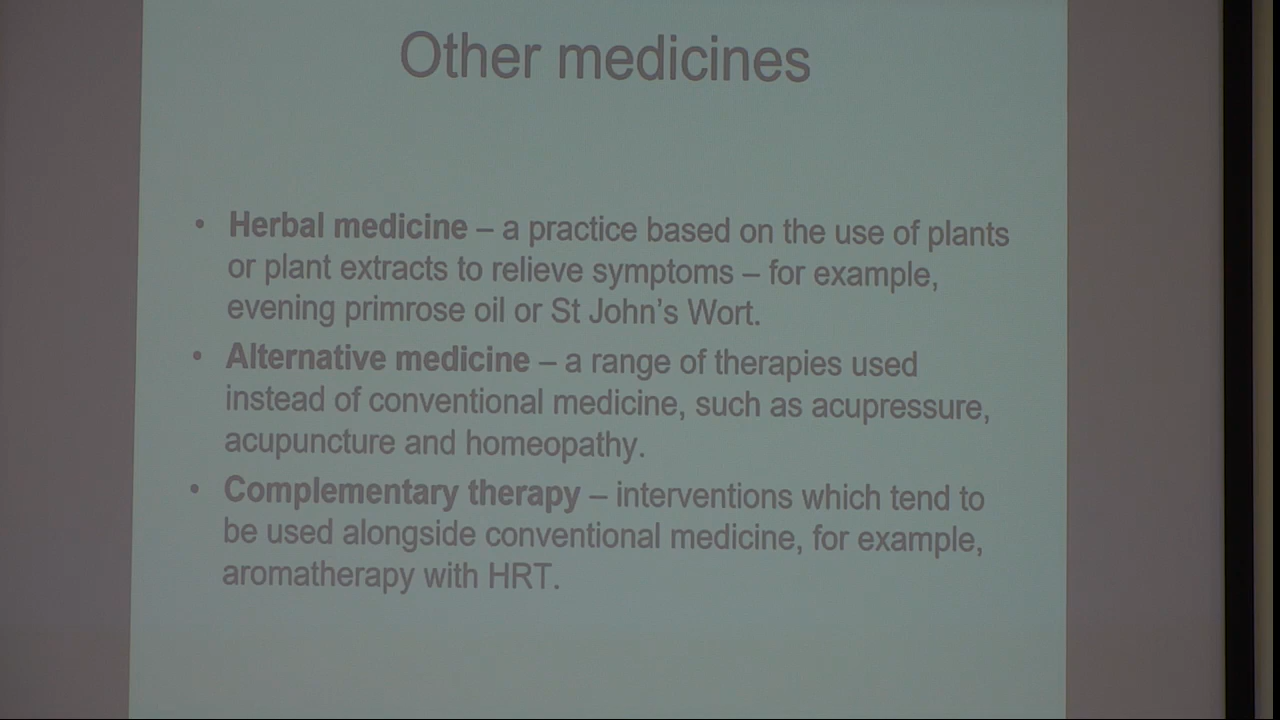 Other medicines
• Herbal medicine – a practice based on the use of plants
or plant extracts to relieve symptoms – for example,
evening primrose oil or St John's Wort.
• Alternative medicine – a range of therapies used
instead of conventional medicine, such as acupressure,
acupuncture and homeopathy.
• Complementary therapy – interventions which tend to
be used alongside conventional medicine, for example,
aromatherapy with HRT.